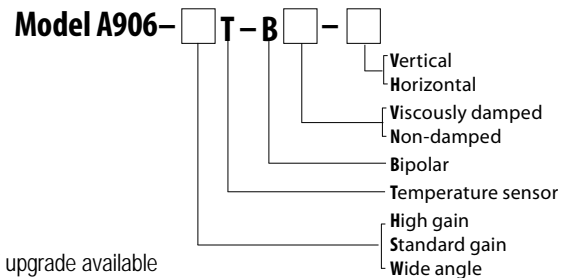 Model A906– T – B –
Vertical
Horizontal
Viscously damped
Non-damped
Bipolar
Temperature sensor
High gain
Standard gain
Wide angle
upgrade available